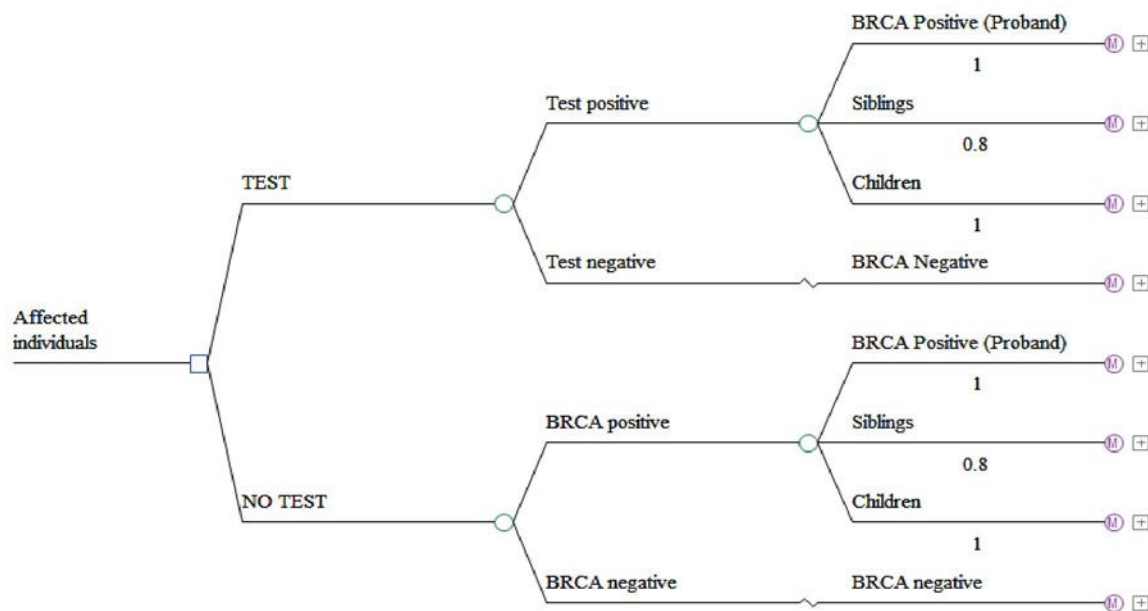 BRCA Positive (Proband)
M
1
Test positive
Siblings
M
0.8
TEST
Children
M
1
Test negative
BRCA Negative
M
Affected
individuals
BRCA Positive (Proband)
M
1
BRCA positive
Siblings
M
0.8
NO TEST
Children
M
1
BRCA negative
BRCA negative
M